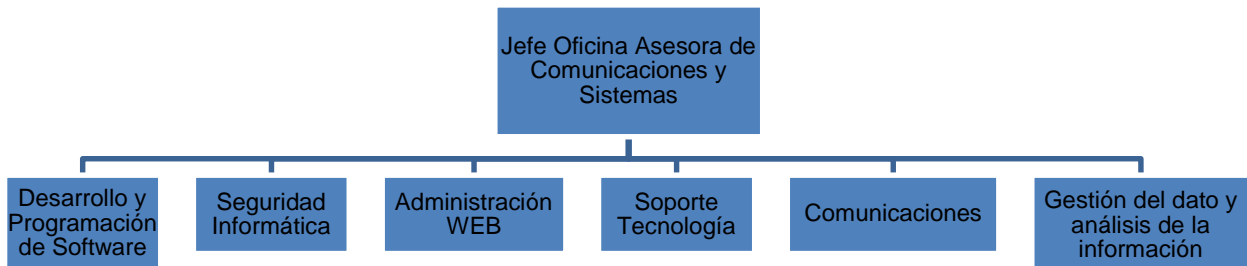 Jefe Oficina Asesora de
Comunicaciones y
Sistemas
Desarrollo y
Programación
de Software
Seguridad
Informática
Administración
WEB
Soporte
Tecnología
Comunicaciones
Gestión del dato y
análisis de la
información